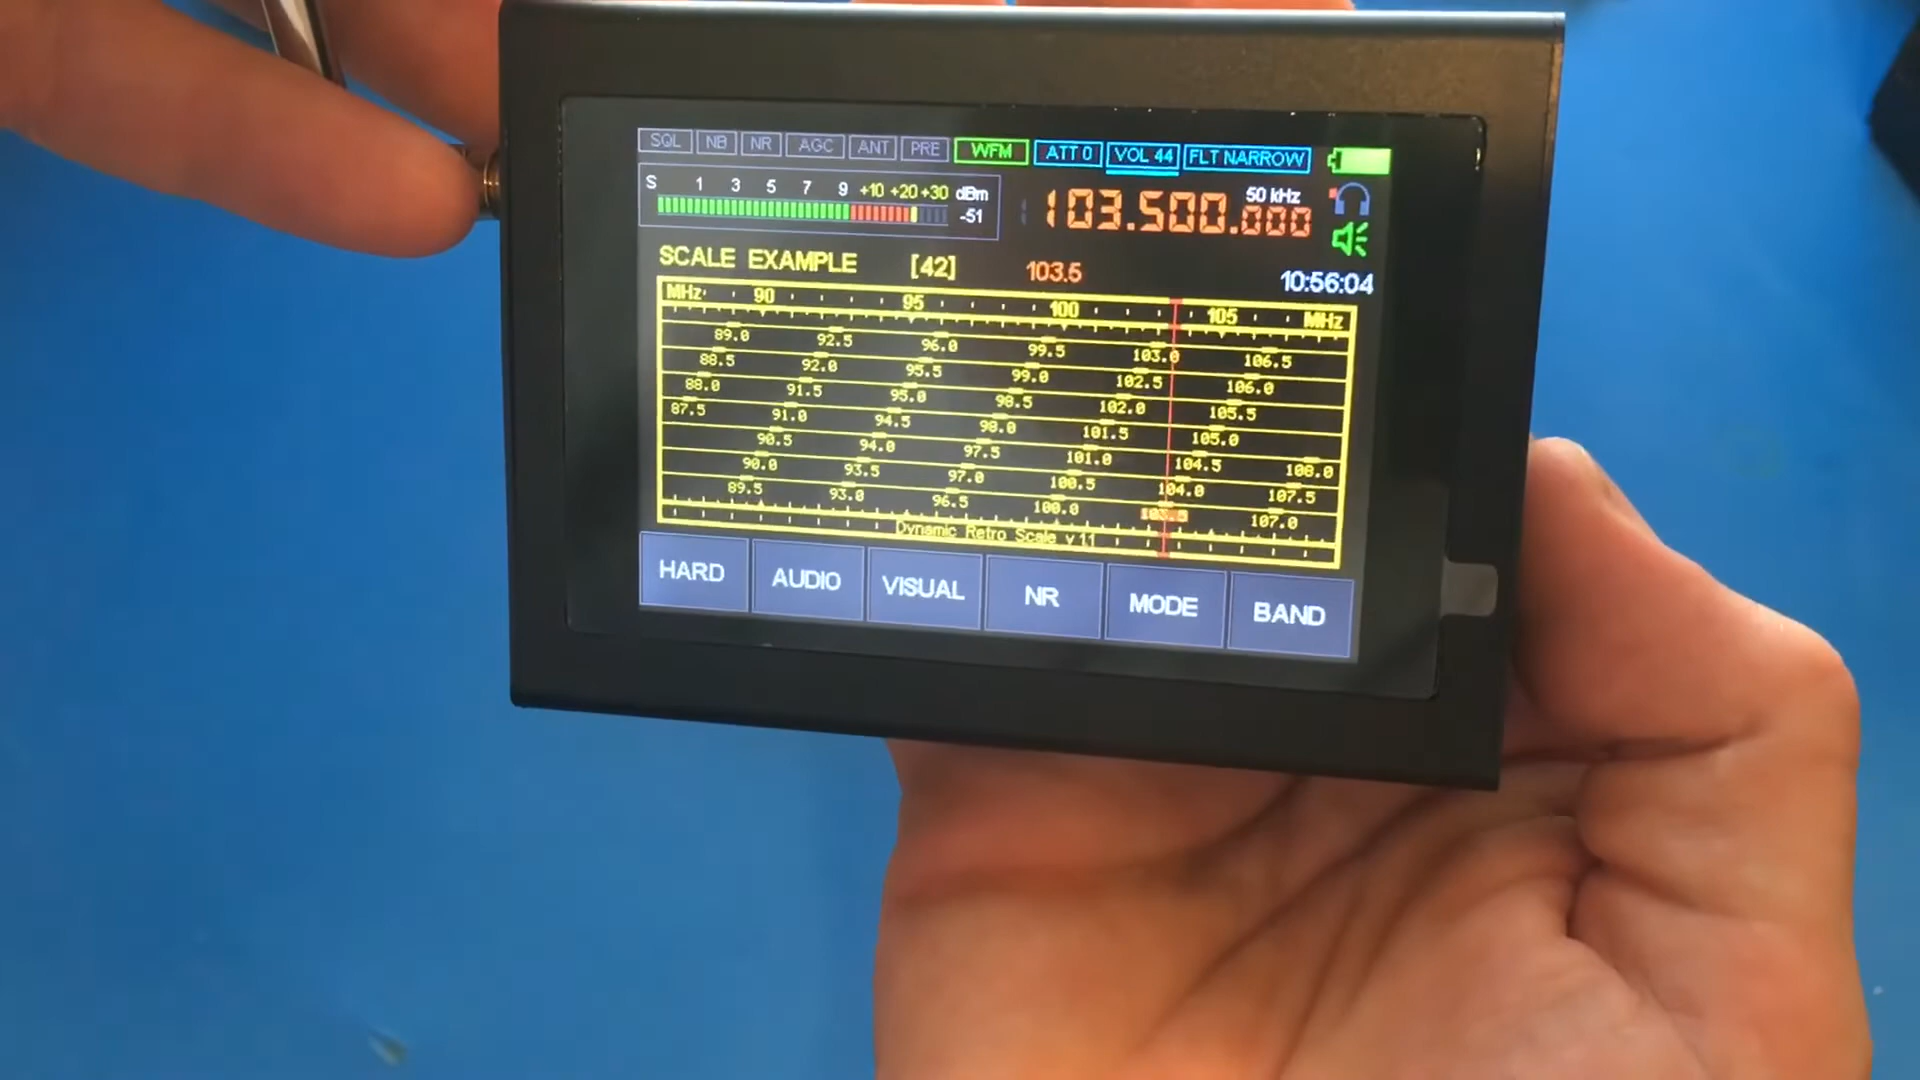 SQL NB NR AGC ANT PRE WFM ATT 0 VOL 44 FLT NARROW
S 1 3 5 7 9 +10 +20 +30 dBm
-51
50 kHz
103.500.000
SCALE EXAMPLE [42] 103.5 10:56:04
MHz 90 95 100 105 MHz
89.0 92.5 96.0 99.5 103.0 106.5
88.5 92.0 95.5 99.0 102.5 106.0
88.0 91.5 95.0 98.5 102.0 105.5
87.5 91.0 94.5 98.0 101.5 105.0
90.5 94.0 97.5 101.0 104.5 108.0
90.0 93.5 97.0 100.5 104.0 107.5
89.5 93.0 96.5 100.0 103.5 107.0
Dynamic Retro Scale v 1.1
HARD AUDIO VISUAL NR MODE BAND